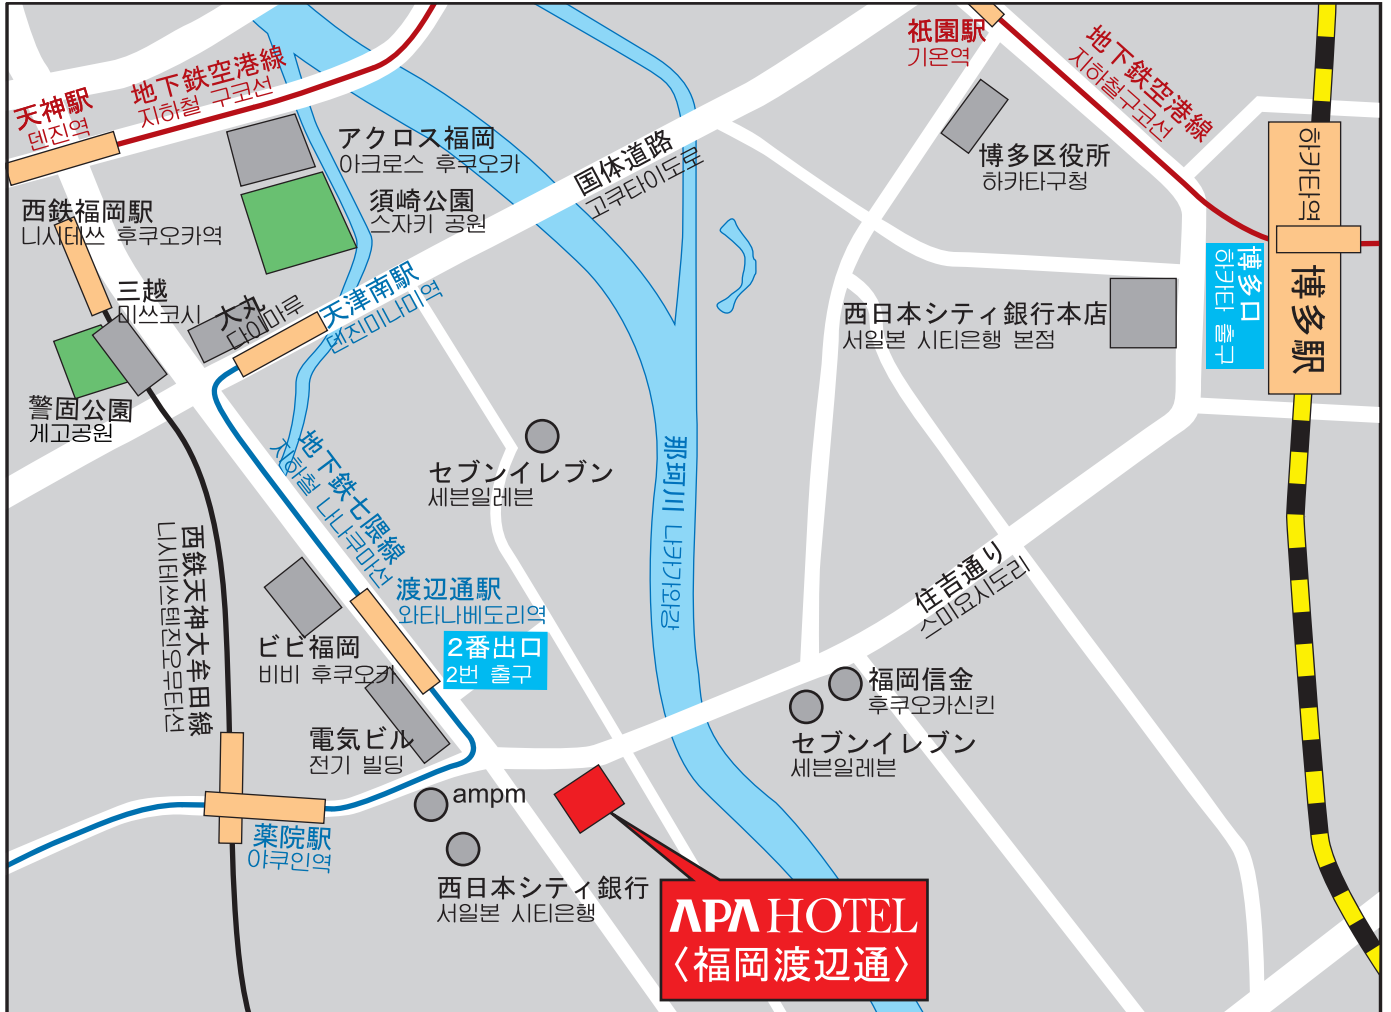 祇園駅
기온역
地下鉄空港線
지하철구코선
天神駅
덴진역
地下鉄空港線
지하철 구코선
アクロス福岡
아크로스 후쿠오카
須崎公園
스자키 공원
国体道路
고쿠타이도로
博多区役所
하카타구청
하카타역
博多駅
博多口
하카타 출구
西鉄福岡駅
니시테쓰 후쿠오카역
三越
미쓰코시
大丸
다이마루
天津南駅
덴진미나미역
西日本シティ銀行本店
서일본 시티은행 본점
警固公園
게고공원
セブンイレブン
세븐일레븐
那珂川 나카가와강
地下鉄七隈線
지하철 나나쿠마선
西鉄天神大牟田線
니시테쓰텐진오무타선
渡辺通駅
와타나베도리역
2番出口
2번 출구
住吉通り
스미요시도리
ビビ福岡
비비 후쿠오카
電気ビル
전기 빌딩
福岡信金
후쿠오카신킨
セブンイレブン
세븐일레븐
ampm
薬院駅
야쿠인역
西日本シティ銀行
서일본 시티은행
APA HOTEL
〈福岡渡辺通〉